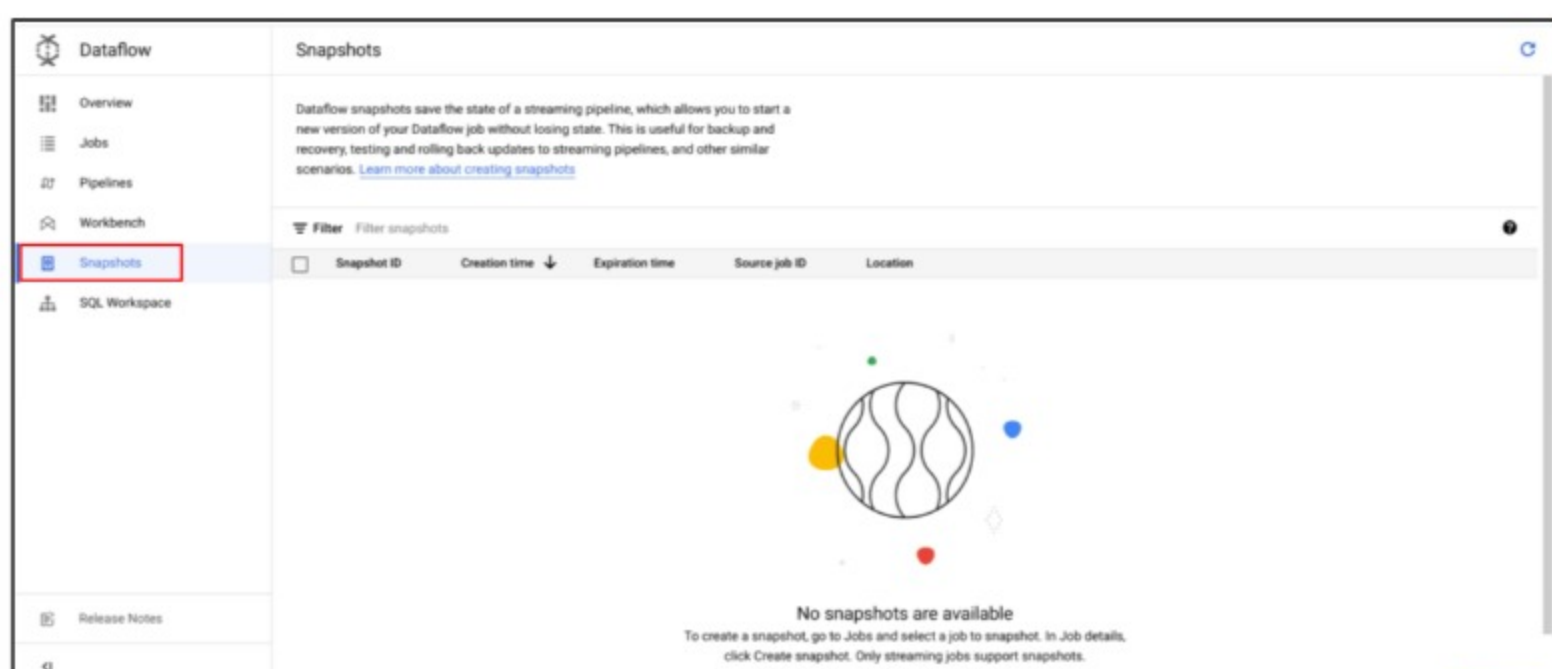 Dataflow
Snapshots
Overview
Jobs
Pipelines
Workbench
Snapshots
SQL Workspace
Release Notes
Dataflow snapshots save the state of a streaming pipeline, which allows you to start a
new version of your Dataflow job without losing state. This is useful for backup and
recovery, testing and rolling back updates to streaming pipelines, and other similar
scenarios. Learn more about creating snapshots
Filter Filter snapshots
Snapshot ID Creation time Expiration time Source job ID Location
No snapshots are available
To create a snapshot, go to Jobs and select a job to snapshot. In Job details,
click Create snapshot. Only streaming jobs support snapshots.